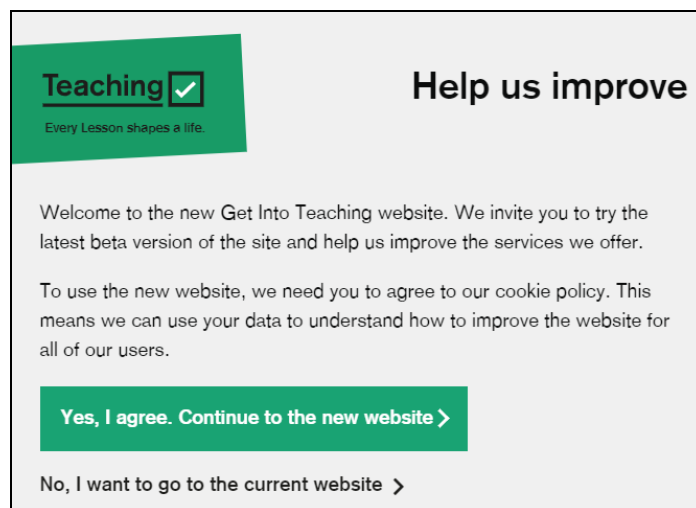 Teaching
Every Lesson shapes a life.
Help us improve
Welcome to the new Get Into Teaching website. We invite you to try the
latest beta version of the site and help us improve the services we offer.
To use the new website, we need you to agree to our cookie policy. This
means we can use your data to understand how to improve the website for
all of our users.
Yes, I agree. Continue to the new website
No, I want to go to the current website